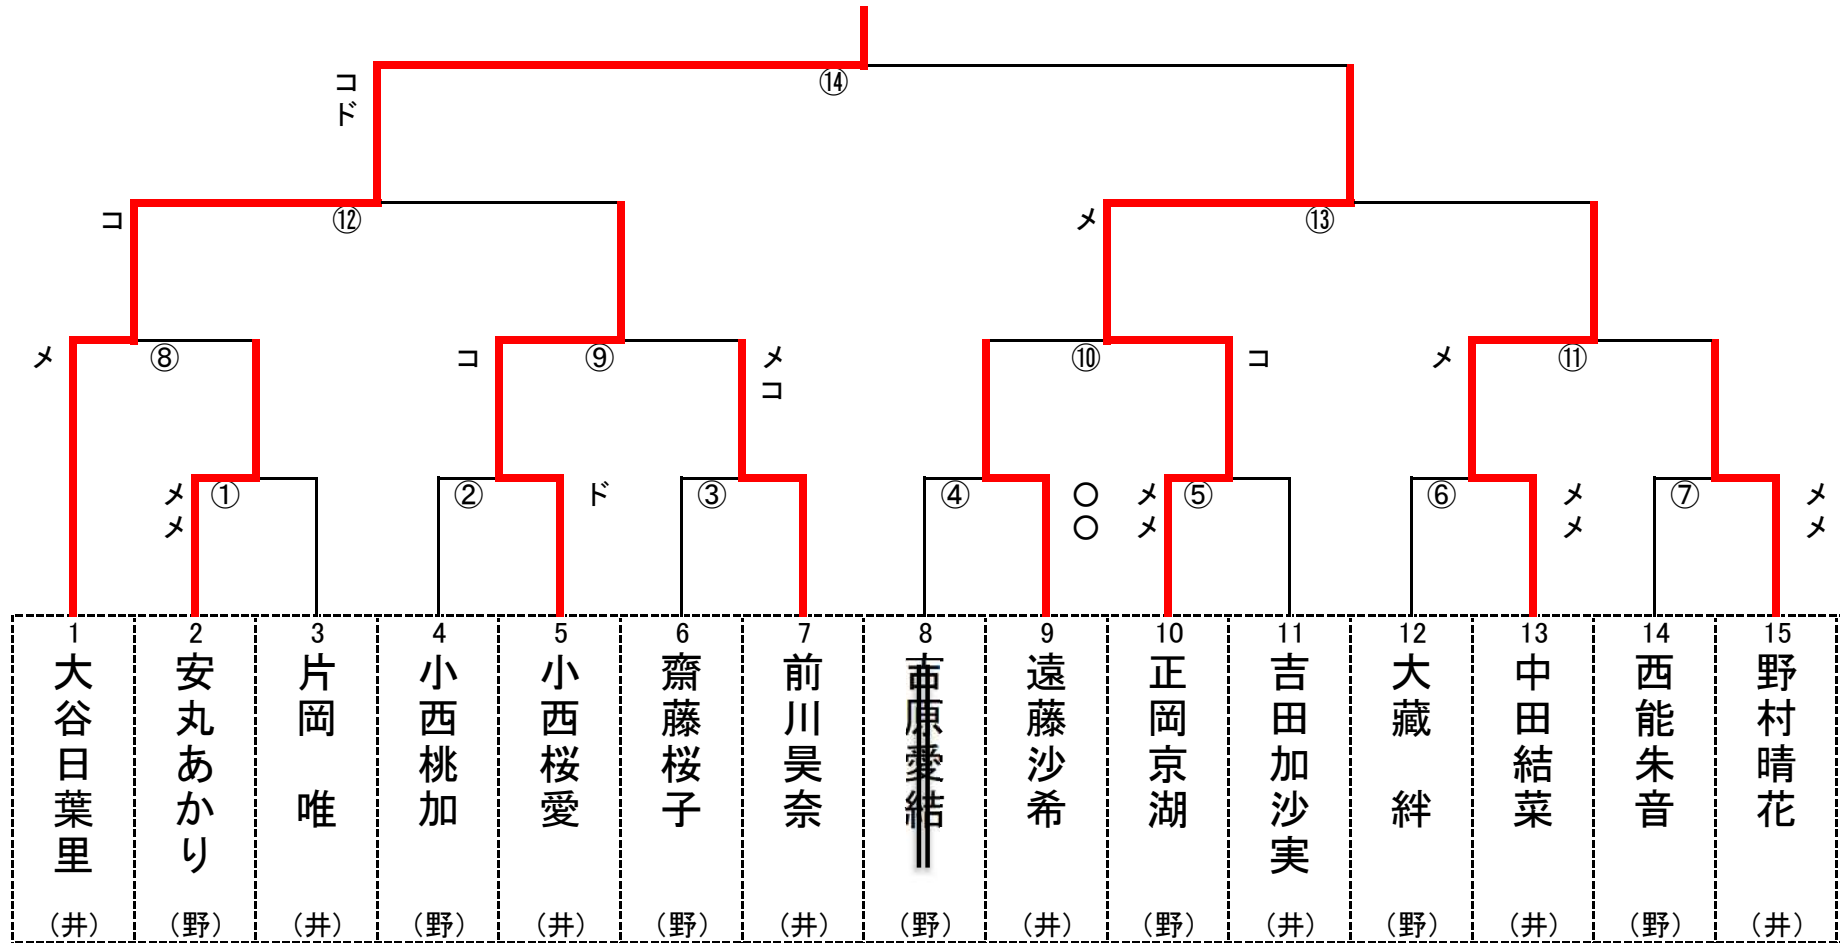 コ
ド
⑭
コ
⑫
メ
⑬
メ
⑧
コ
⑨
メ
コ
⑩
コ
メ
⑪
メ
メ
①
②
ド
③
④
〇
〇
メ
メ
⑤
⑥
メ
メ
⑦
メ
メ
1
大谷日葉里
（井）
2
安丸あかり
（野）
3
片岡　唯
（井）
4
小西桃加
（野）
5
小西桜愛
（井）
6
齋藤桜子
（野）
7
前川昊奈
（井）
8
吉原愛結
（野）
9
遠藤沙希
（井）
10
正岡京湖
（野）
11
吉田加沙実
（井）
12
大藏　絆
（野）
13
中田結菜
（井）
14
西能朱音
（野）
15
野村晴花
（井）